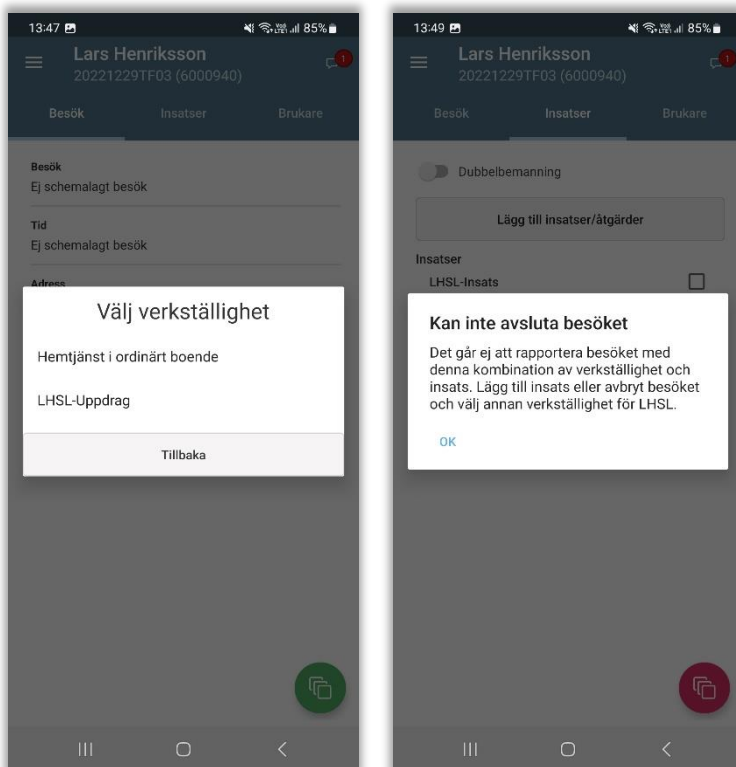 13:47
85%
Lars Henriksson
20221229TF03 (6000940)
1
Besök Insatser Brukare
Besök
Ej schemalagt besök
Tid
Ej schemalagt besök
Adress
Välj verkställighet
Hemtjänst i ordinärt boende
LHSL-Uppdrag
Tillbaka
13:49
85%
Lars Henriksson
20221229TF03 (6000940)
1
Besök Insatser Brukare
Dubbelbemanning
Lägg till insatser/åtgärder
Insatser
LHSL-Insats
Kan inte avsluta besöket
Det går ej att rapportera besöket med
denna kombination av verkställighet och
insats. Lägg till insats eller avbryt besöket
och välj annan verkställighet för LHSL.
OK